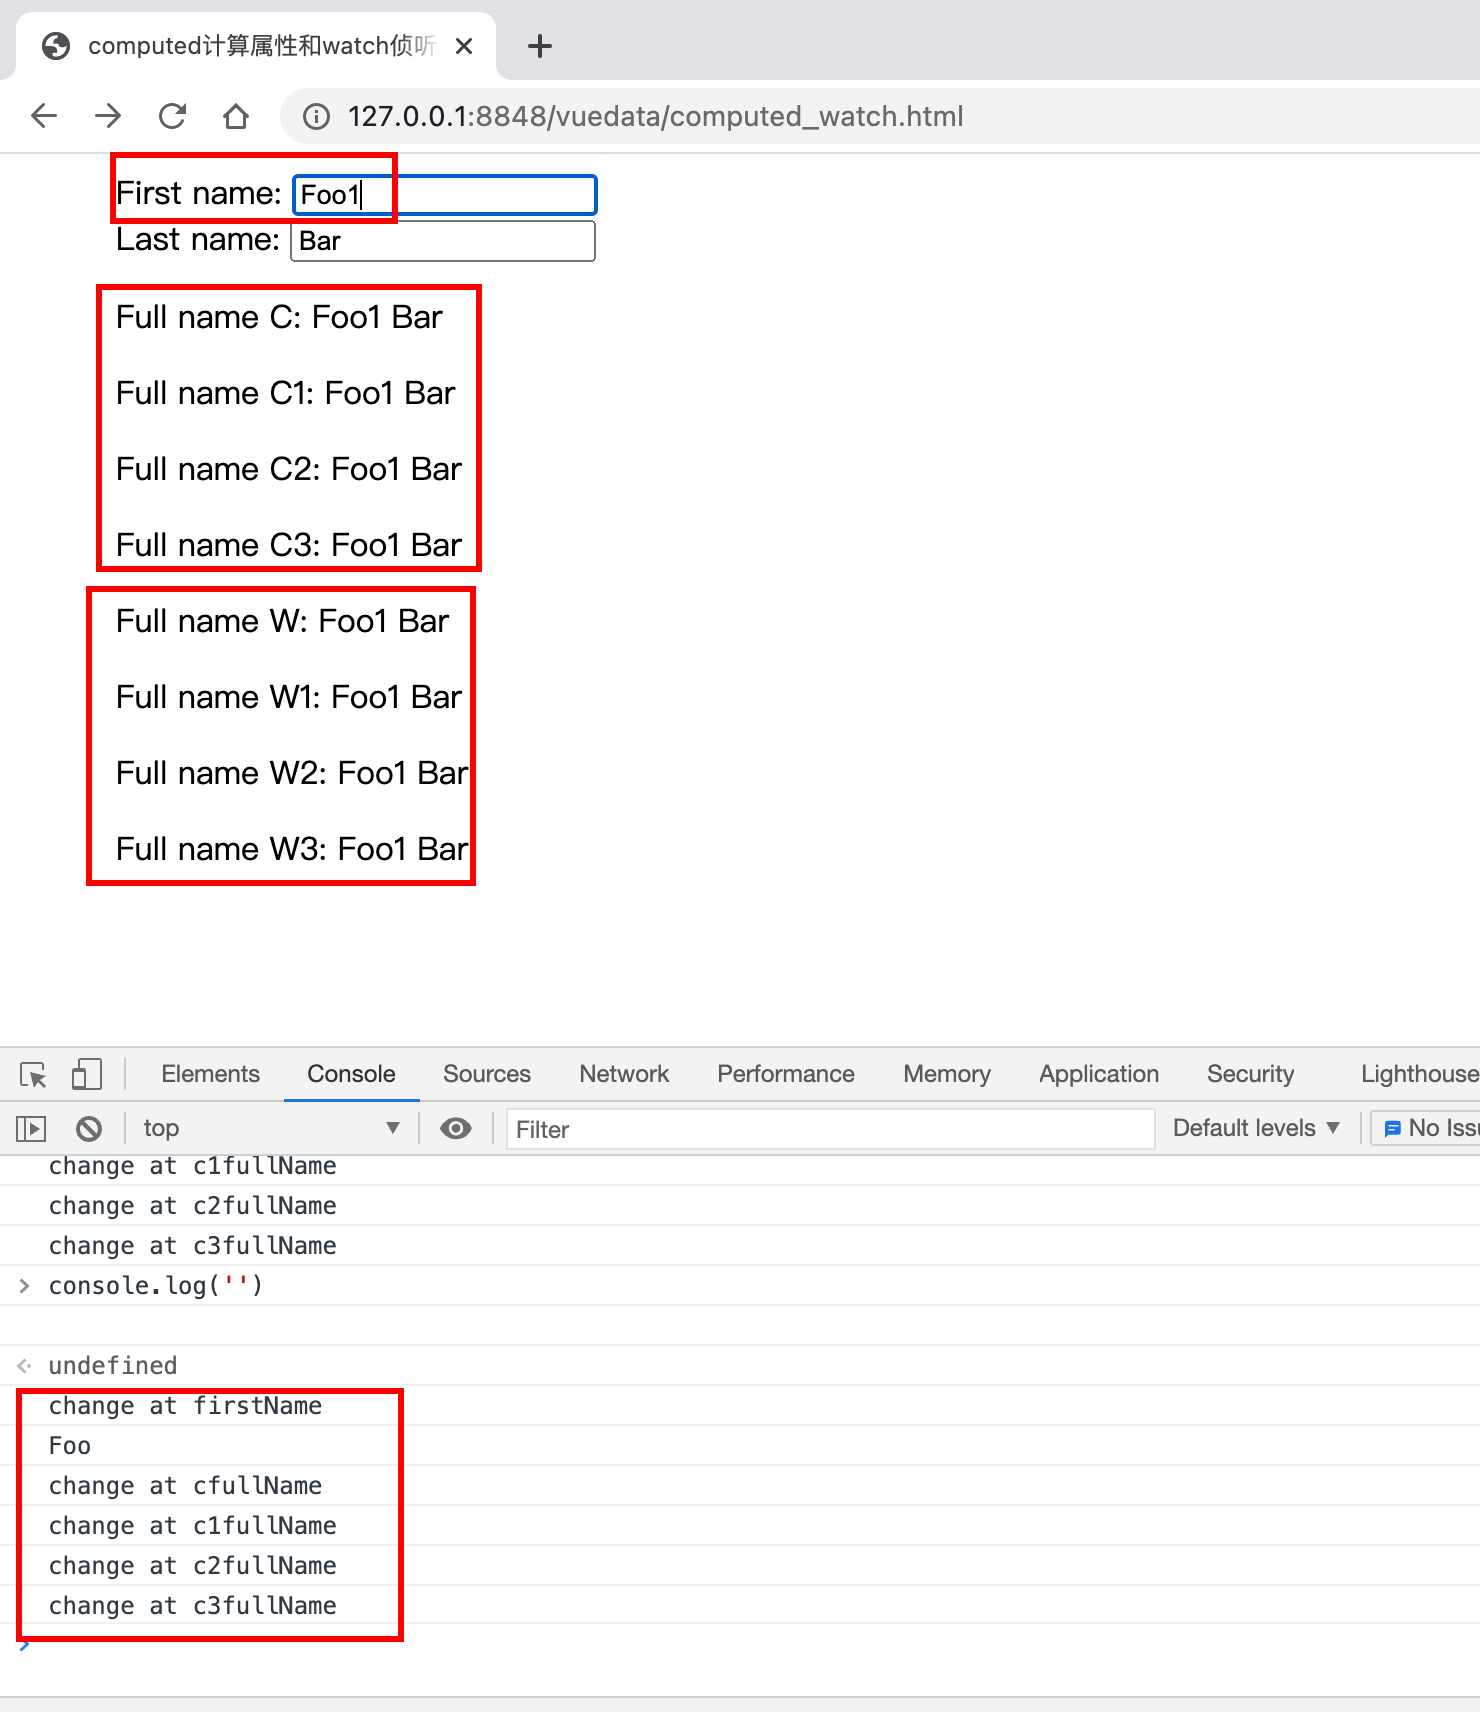 computed计算属性和watch侦听
127.0.0.1:8848/vuedata/computed_watch.html
First name: Foo1
Last name: Bar
Full name C: Foo1 Bar
Full name C1: Foo1 Bar
Full name C2: Foo1 Bar
Full name C3: Foo1 Bar
Full name W: Foo1 Bar
Full name W1: Foo1 Bar
Full name W2: Foo1 Bar
Full name W3: Foo1 Bar
Elements Console Sources Network Performance Memory Application Security Lighthouse
top Filter Default levels No Issu
change at c1fullName
change at c2fullName
change at c3fullName
console.log('')
undefined
change at firstName
Foo
change at cfullName
change at c1fullName
change at c2fullName
change at c3fullName